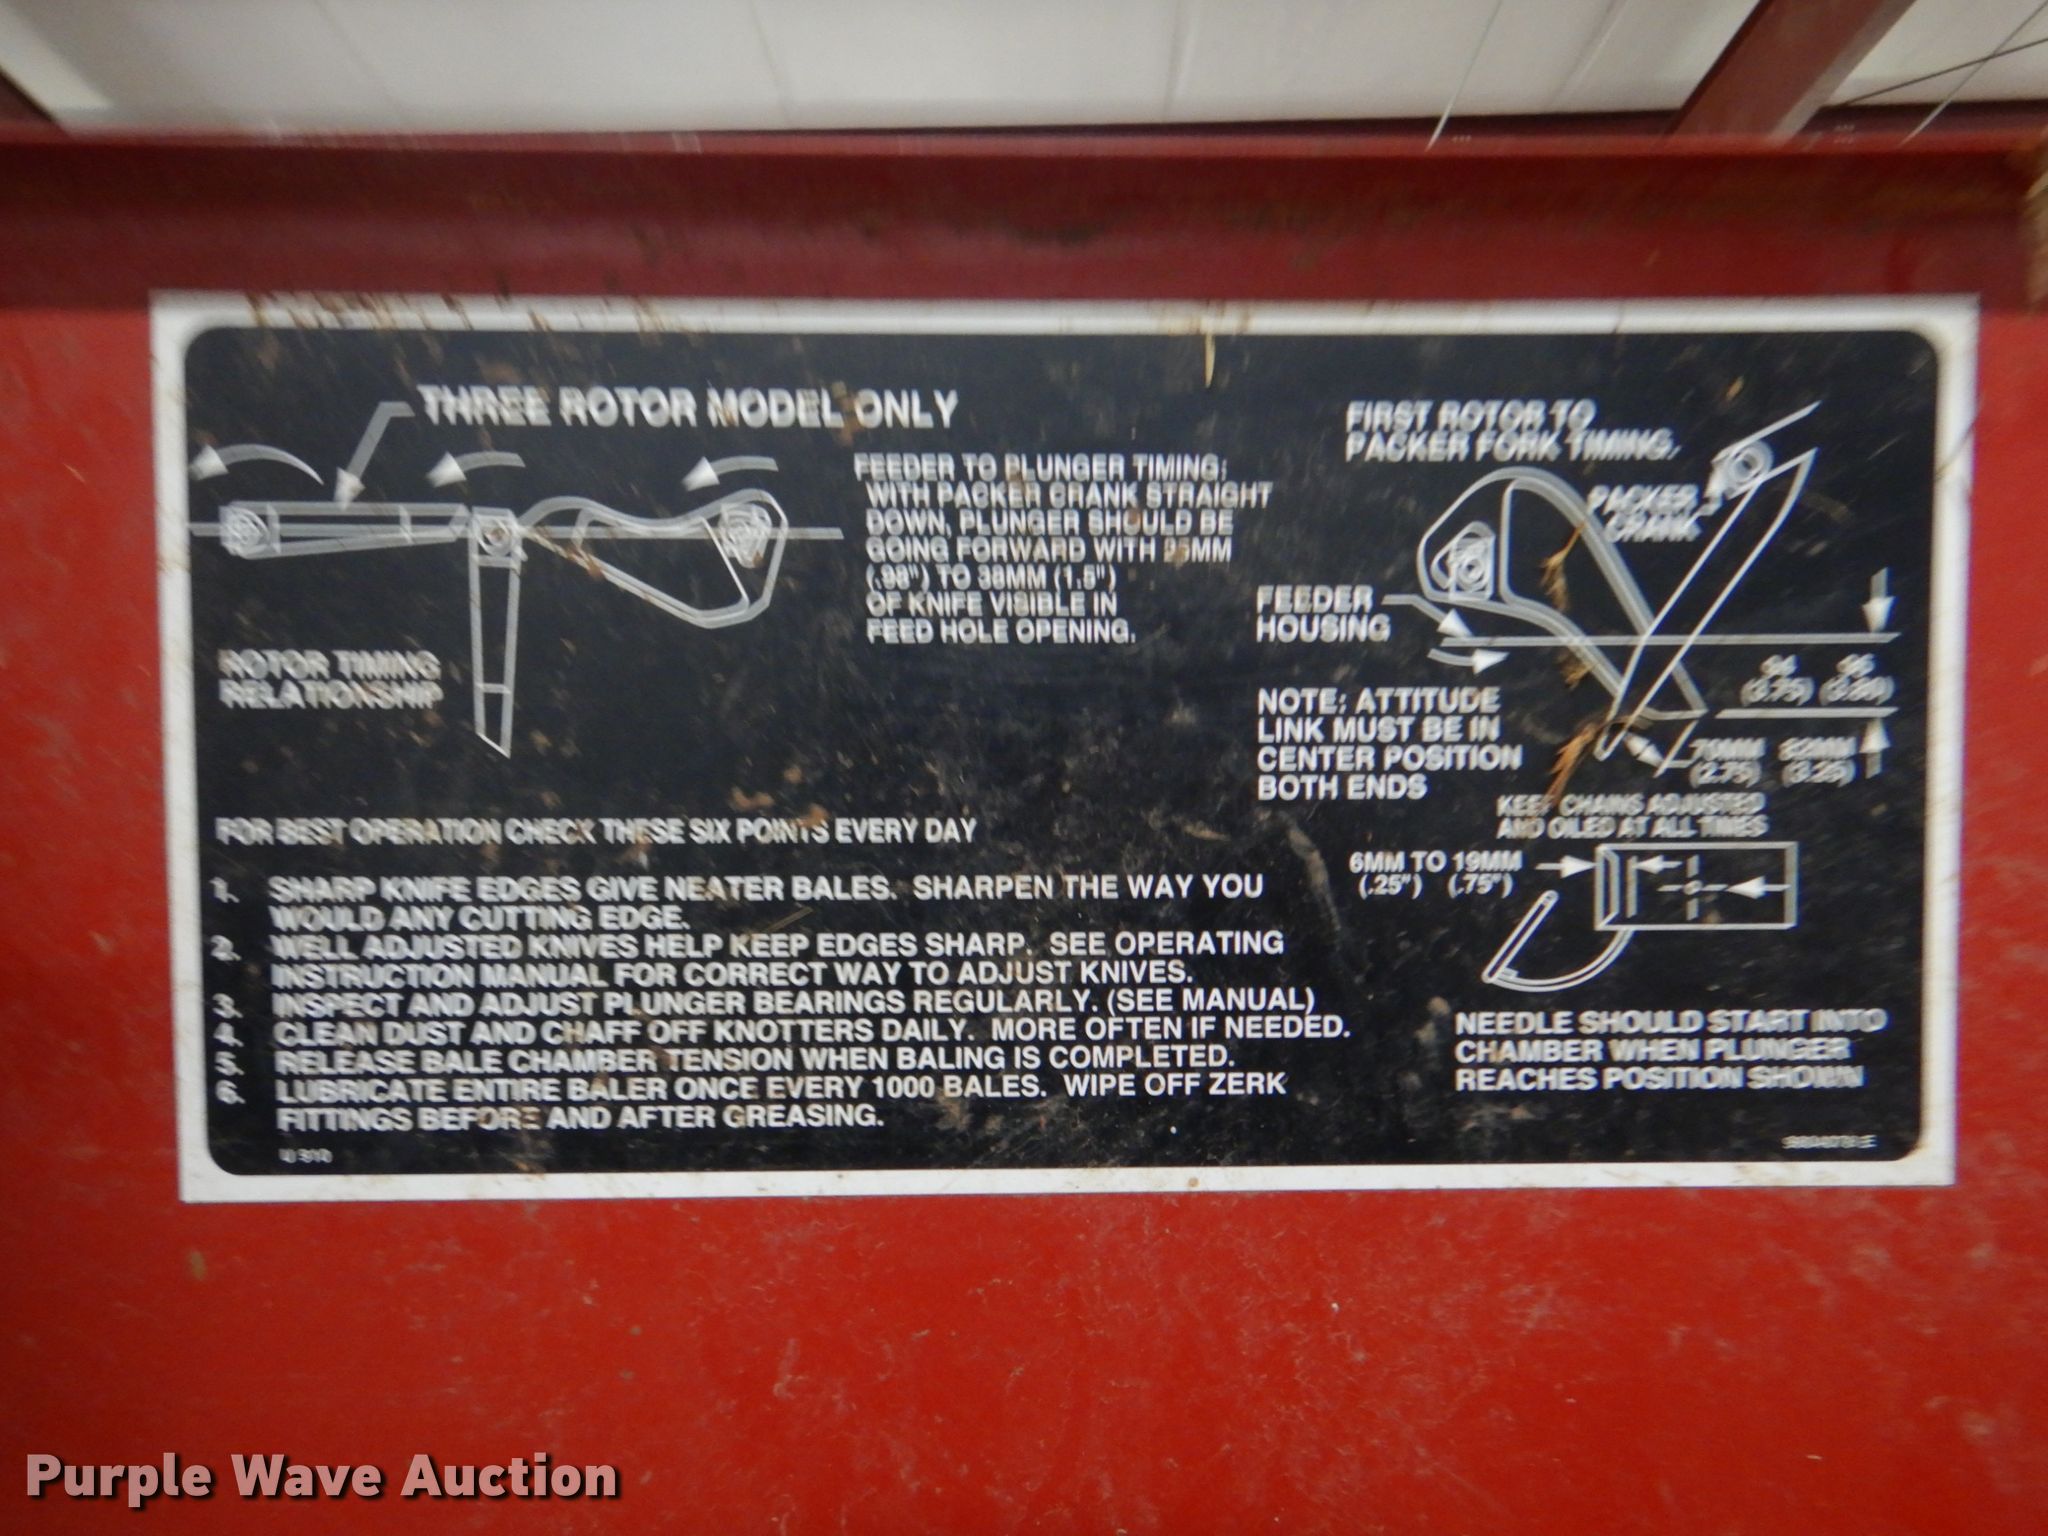 THREE ROTOR MODEL ONLY
FEEDER TO PLUNGER TIMING:
WITH PACKER CRANK STRAIGHT
DOWN, PLUNGER SHOULD BE
GOING FORWARD WITH 25MM
(.98") TO 38MM (1.5")
OF KNIFE VISIBLE IN
FEED HOLE OPENING.
ROTOR TIMING
RELATIONSHIP
FIRST ROTOR TO
PACKER FORK TIMING.
PACKER
CRANK
FEEDER
HOUSING
94 96
(3.75) (3.80)
NOTE: ATTITUDE
LINK MUST BE IN
CENTER POSITION
BOTH ENDS
70MM 83MM
(2.75) (3.25)
KEEP CHAINS ADJUSTED
AND OILED AT ALL TIMES
6MM TO 19MM
(.25") (.75")
NEEDLE SHOULD START INTO
CHAMBER WHEN PLUNGER
REACHES POSITION SHOWN
FOR BEST OPERATION CHECK THESE SIX POINTS EVERY DAY
1. SHARP KNIFE EDGES GIVE NEATER BALES. SHARPEN THE WAY YOU
WOULD ANY CUTTING EDGE.
2. WELL ADJUSTED KNIVES HELP KEEP EDGES SHARP. SEE OPERATING
INSTRUCTION MANUAL FOR CORRECT WAY TO ADJUST KNIVES.
3. INSPECT AND ADJUST PLUNGER BEARINGS REGULARLY. (SEE MANUAL)
4. CLEAN DUST AND CHAFF OFF KNOTTERS DAILY. MORE OFTEN IF NEEDED.
5. RELEASE BALE CHAMBER TENSION WHEN BALING IS COMPLETED.
6. LUBRICATE ENTIRE BALER ONCE EVERY 1000 BALES. WIPE OFF ZERK
FITTINGS BEFORE AND AFTER GREASING.
Purple Wave Auction